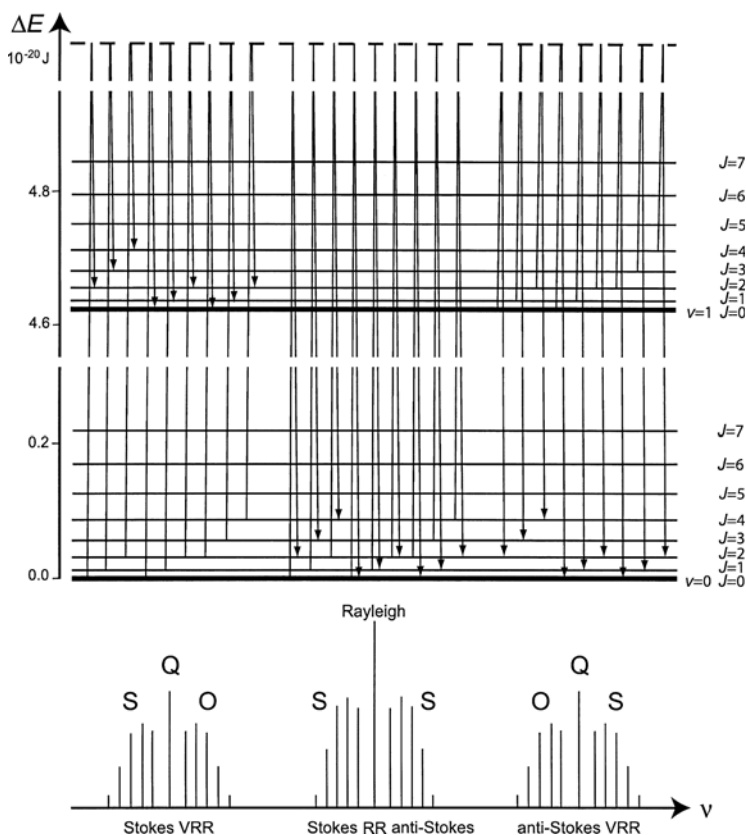 ΔE
10⁻²⁰ J
J=7
4.8
J=6
J=5
J=4
J=3
J=2
J=1
4.6
v=1 J=0
J=7
0.2
J=6
J=5
J=4
J=3
J=2
J=1
0.0
v=0 J=0
Rayleigh
Q Q
S O S S O S
ν
Stokes VRR Stokes RR anti-Stokes anti-Stokes VRR